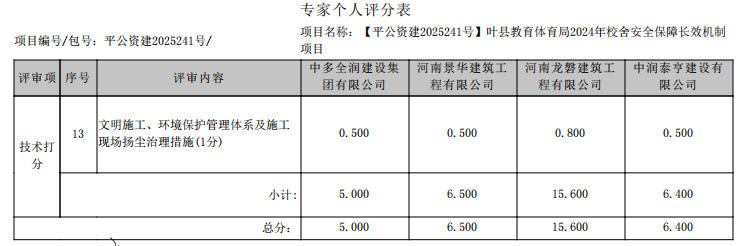 专家个人评分表
项目编号/包号：平公资建2025241号/
项目名称：【平公资建2025241号】叶县教育体育局2024年校舍安全保障长效机制
项目
评审项 序号 评审内容 中多全润建设集团有限公司 河南景华建筑工程有限公司 河南龙磐建筑工程有限公司 中润泰亨建设有限公司
技术打分 13 文明施工、环境保护管理体系及施工现场扬尘治理措施(1分) 0.500 0.500 0.800 0.500
小计: 5.000 6.500 15.600 6.400
总分: 5.000 6.500 15.600 6.400